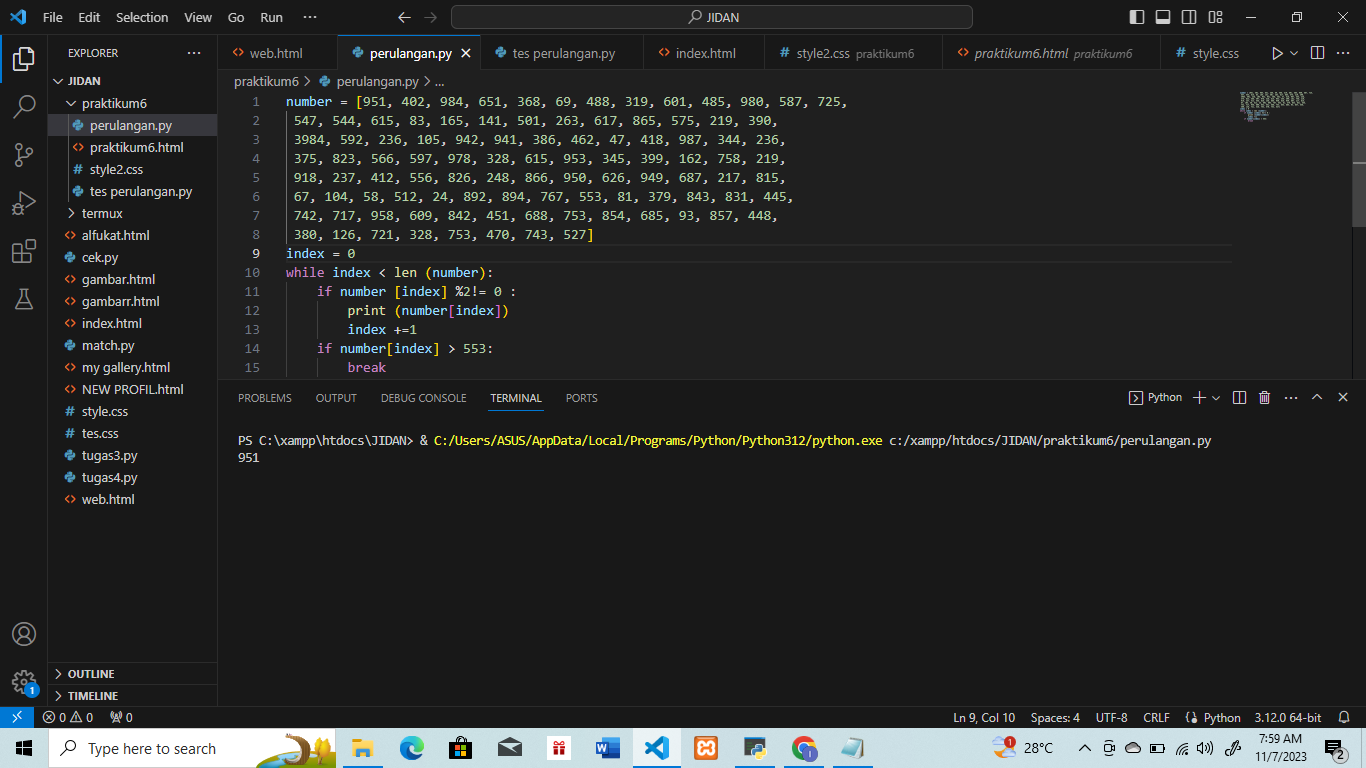 File Edit Selection View Go Run ··· JIDAN
EXPLORER ···
JIDAN
praktikum6
perulangan.py
praktikum6.html
style2.css
tes perulangan.py
termux
alfukat.html
cek.py
gambar.html
gambarr.html
index.html
match.py
my gallery.html
NEW PROFIL.html
style.css
tes.css
tugas3.py
tugas4.py
web.html
OUTLINE
TIMELINE
web.html perulangan.py tes perulangan.py index.html style2.css praktikum6 praktikum6.html praktikum6 style.css
praktikum6 > perulangan.py > ...
1 number = [951, 402, 984, 651, 368, 69, 488, 319, 601, 485, 980, 587, 725,
2 547, 544, 615, 83, 165, 141, 501, 263, 617, 865, 575, 219, 390,
3 3984, 592, 236, 105, 942, 941, 386, 462, 47, 418, 987, 344, 236,
4 375, 823, 566, 597, 978, 328, 615, 953, 345, 399, 162, 758, 219,
5 918, 237, 412, 556, 826, 248, 866, 950, 626, 949, 687, 217, 815,
6 67, 104, 58, 512, 24, 892, 894, 767, 553, 81, 379, 843, 831, 445,
7 742, 717, 958, 609, 842, 451, 688, 753, 854, 685, 93, 857, 448,
8 380, 126, 721, 328, 753, 470, 743, 527]
9 index = 0
10 while index < len (number):
11 if number [index] %2!= 0 :
12 print (number[index])
13 index +=1
14 if number[index] > 553:
15 break
PROBLEMS OUTPUT DEBUG CONSOLE TERMINAL PORTS Python
PS C:\xampp\htdocs\JIDAN> & C:/Users/ASUS/AppData/Local/Programs/Python/Python312/python.exe c:/xampp/htdocs/JIDAN/praktikum6/perulangan.py
951
1
0 0 0 Ln 9, Col 10 Spaces: 4 UTF-8 CRLF Python 3.12.0 64-bit
Type here to search 1 28°C 7:59 AM
11/7/2023 2